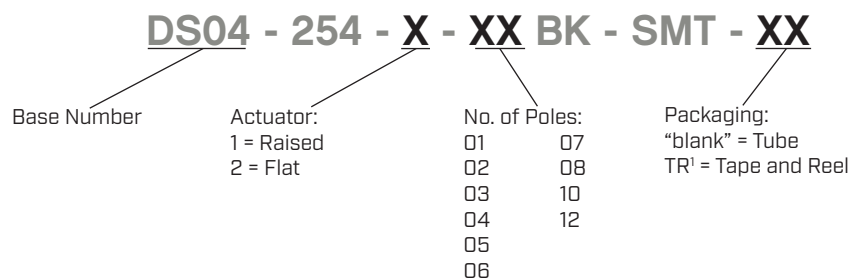 DS04 - 254 - X - XX BK - SMT - XX
Base Number
Actuator:
1 = Raised
2 = Flat
No. of Poles:
01 07
02 08
03 10
04 12
05
06
Packaging:
“blank” = Tube
TR¹ = Tape and Reel